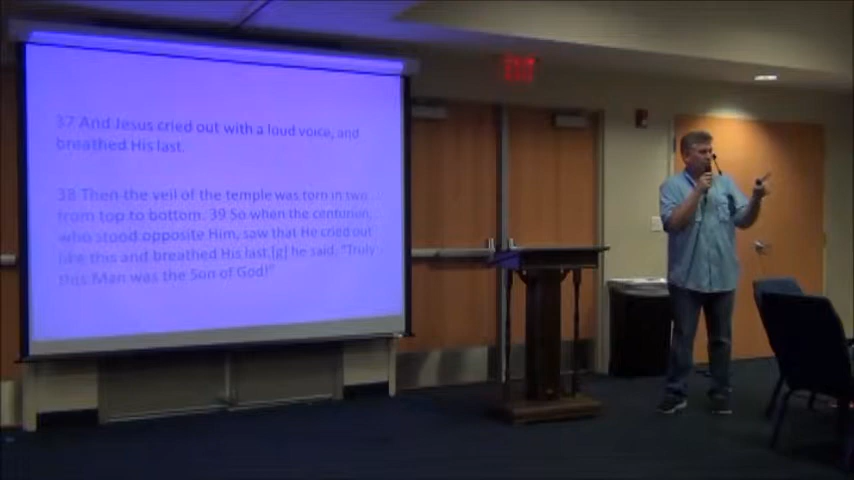 37 And Jesus cried out with a loud voice, and
breathed His last.
38 Then the veil of the temple was torn in two
from top to bottom. 39 So when the centurion,
who stood opposite Him, saw that He cried out
like this and breathed His last,[g] he said, "Truly
this Man was the Son of God!"
EXIT